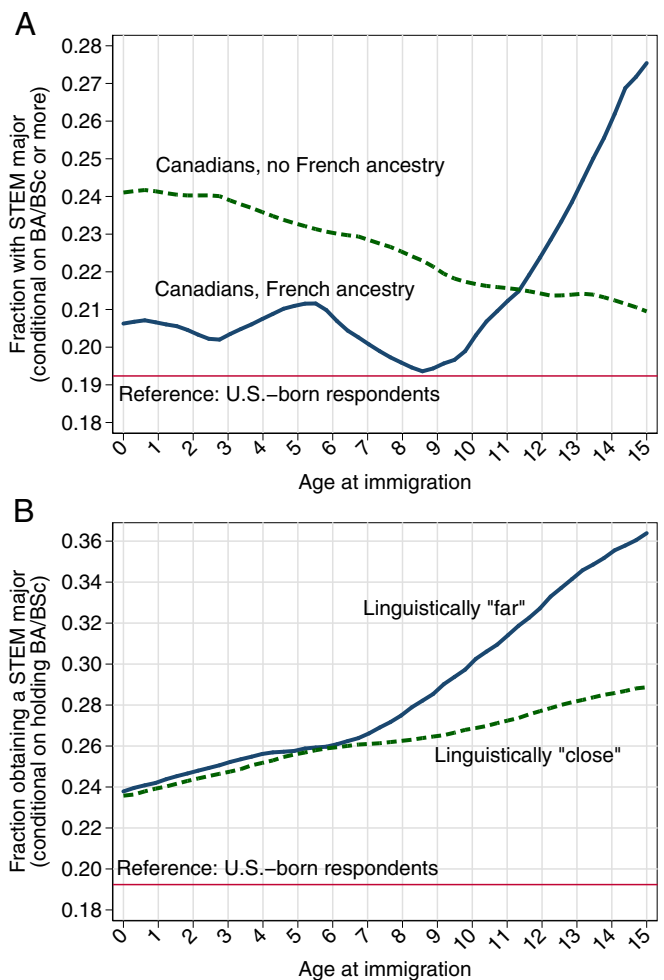 A
Fraction with STEM major
(conditional on BA/BSc or more)
0.28
0.27
0.26
0.25
0.24
0.23
0.22
0.21
0.20
0.19
0.18
Canadians, no French ancestry
Canadians, French ancestry
Reference: U.S.−born respondents
0 1 2 3 4 5 6 7 8 9 10 11 12 13 14 15
Age at immigration
B
Fraction obtaining a STEM major
(conditional on holding BA/BSc)
0.36
0.34
0.32
0.30
0.28
0.26
0.24
0.22
0.20
0.18
Linguistically "far"
Linguistically "close"
Reference: U.S.−born respondents
0 1 2 3 4 5 6 7 8 9 10 11 12 13 14 15
Age at immigration